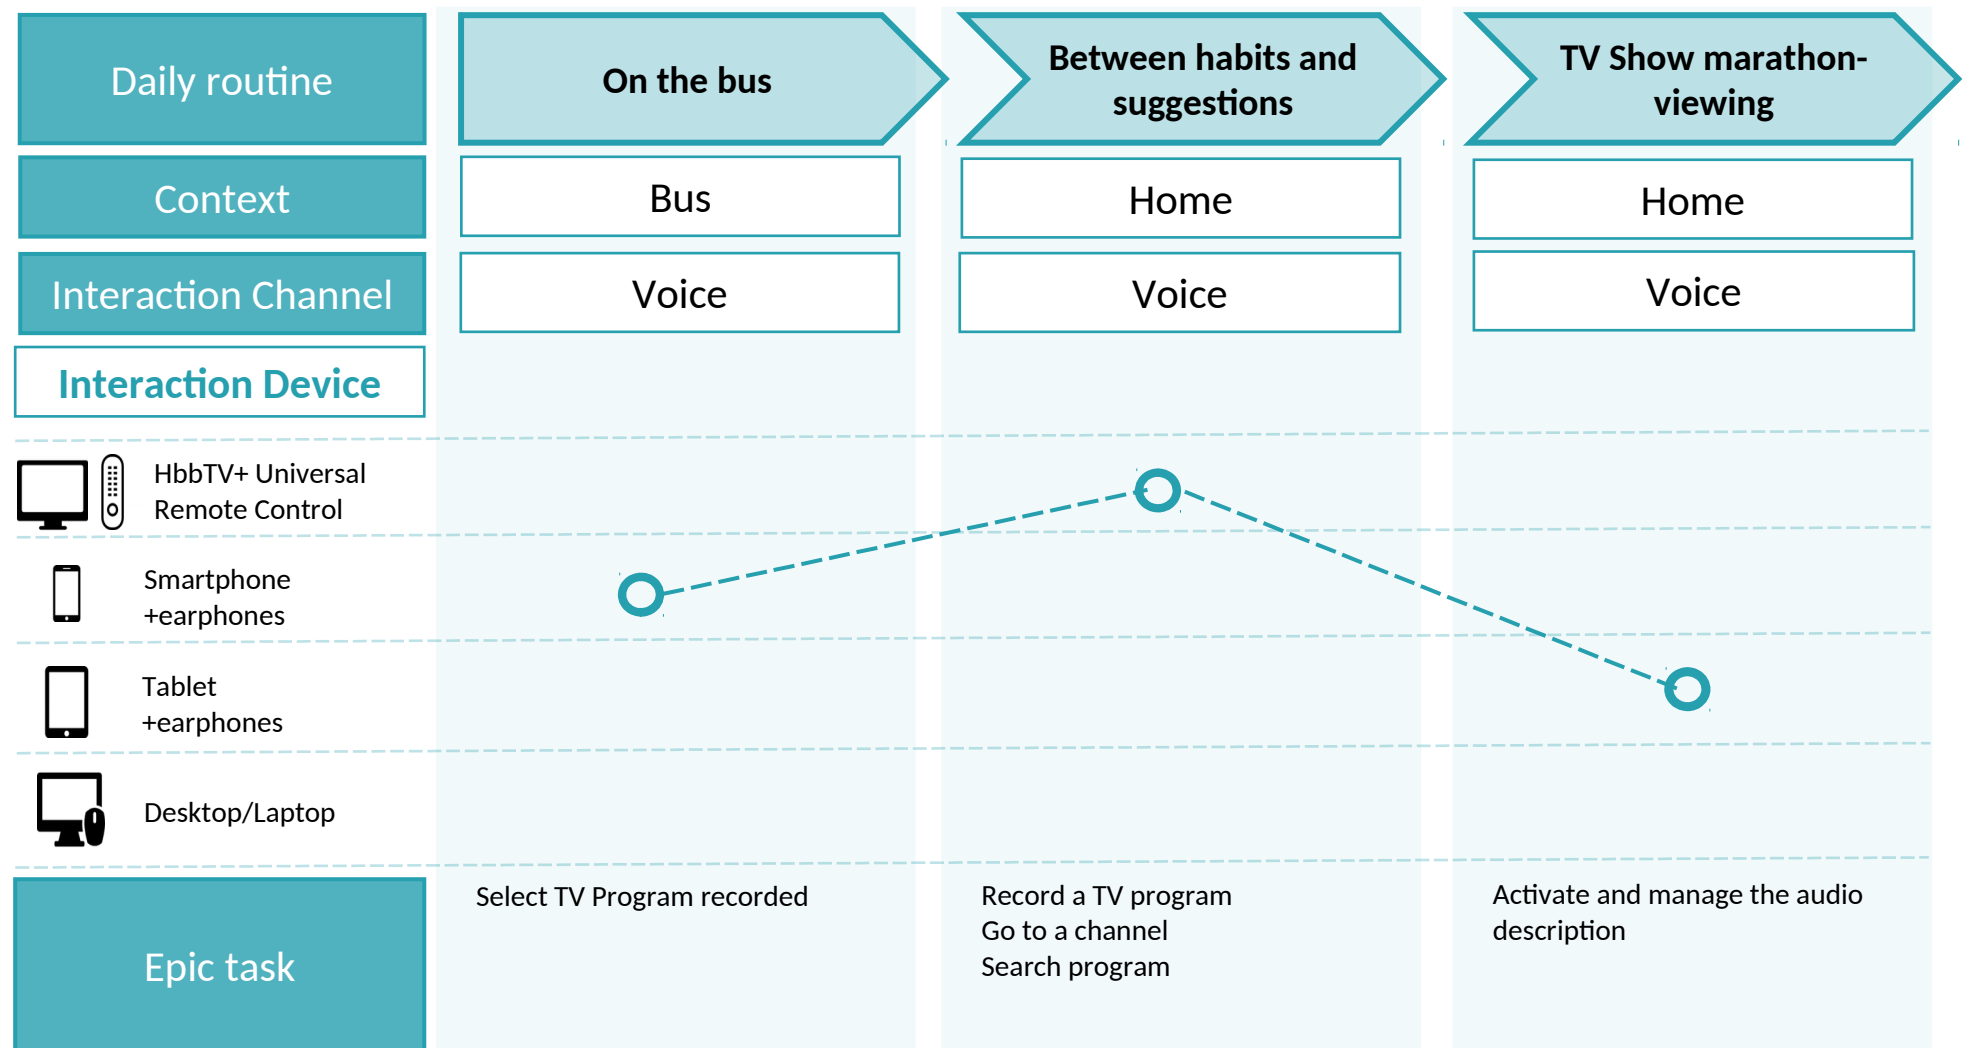 Daily routine
On the bus
Between habits and
suggestions
TV Show marathon-
viewing
Context
Bus
Home
Home
Interaction Channel
Voice
Voice
Voice
Interaction Device
HbbTV+ Universal
Remote Control
Smartphone
+earphones
Tablet
+earphones
Desktop/Laptop
Epic task
Select TV Program recorded
Record a TV program
Go to a channel
Search program
Activate and manage the audio
description